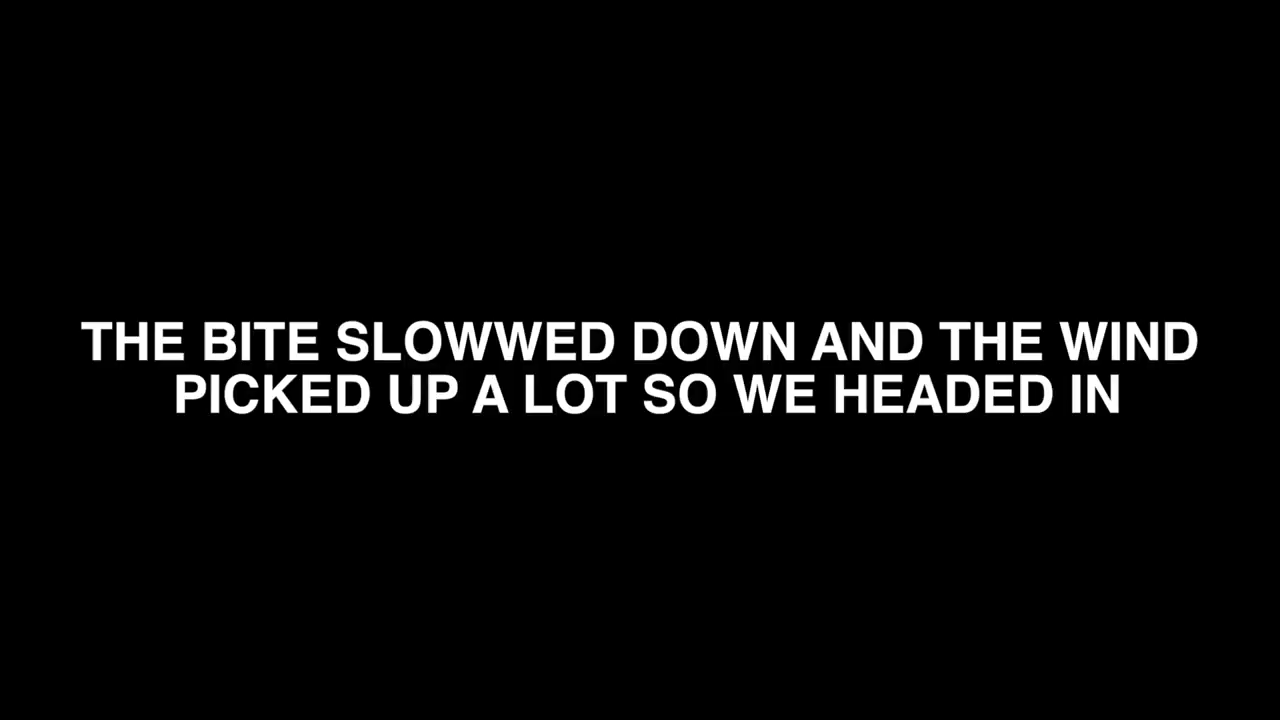 THE BITE SLOWWED DOWN AND THE WIND
PICKED UP A LOT SO WE HEADED IN